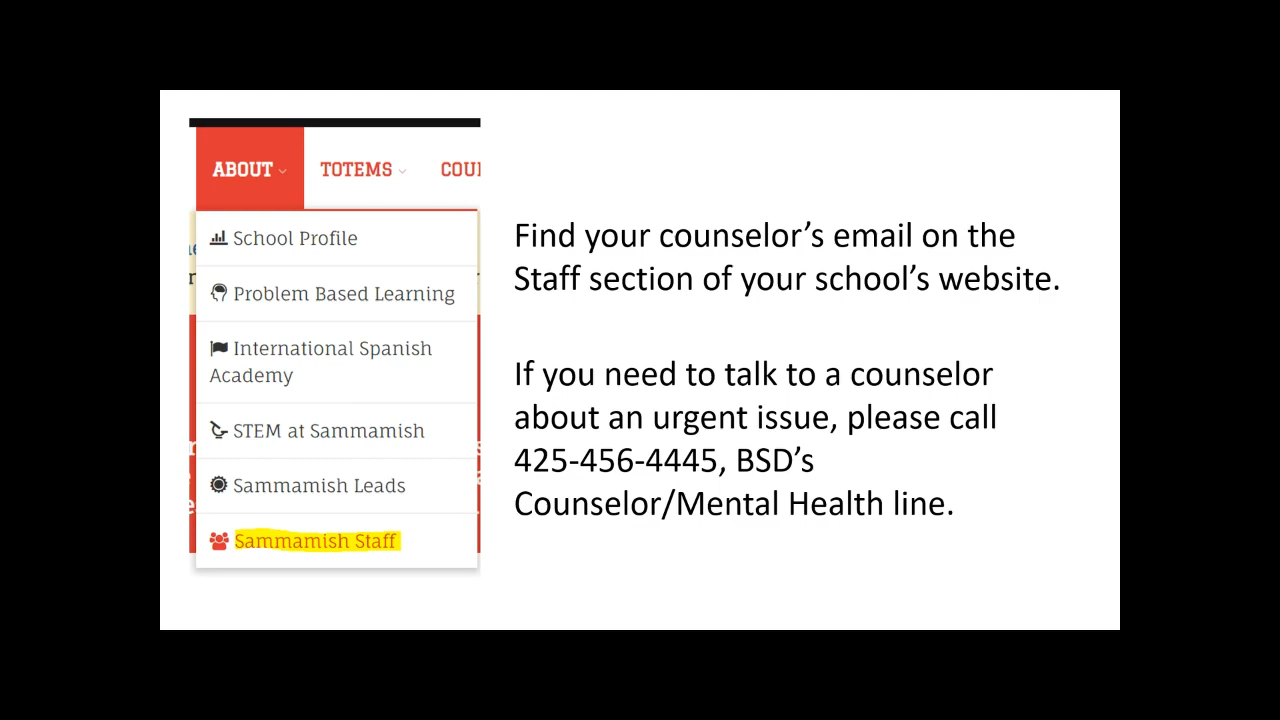 ABOUT TOTEMS COUI
School Profile
Problem Based Learning
International Spanish
Academy
STEM at Sammamish
Sammamish Leads
Sammamish Staff
Find your counselor’s email on the
Staff section of your school’s website.
If you need to talk to a counselor
about an urgent issue, please call
425-456-4445, BSD’s
Counselor/Mental Health line.